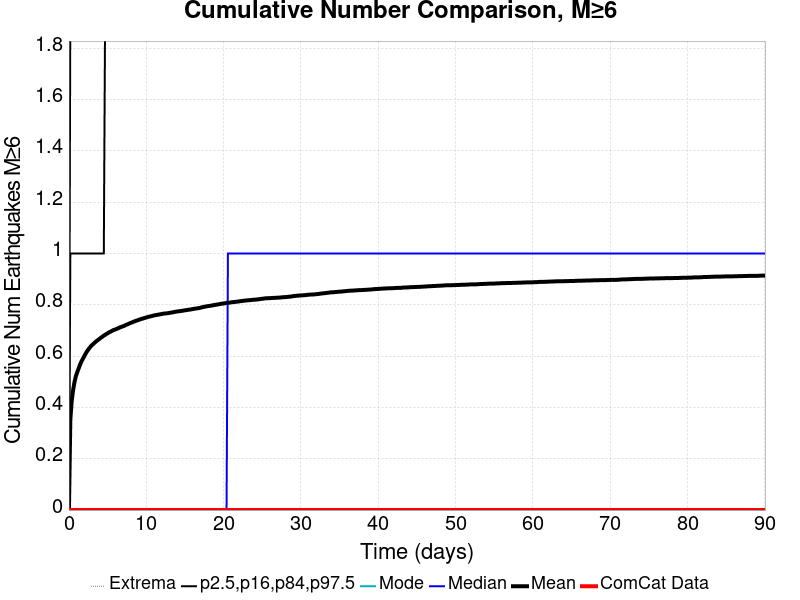 Cumulative Number Comparison, M≥6
Cumulative Num Earthquakes M≥6
1.8
1.6
1.4
1.2
1
0.8
0.6
0.4
0.2
0
0 10 20 30 40 50 60 70 80 90
Time (days)
Extrema p2.5,p16,p84,p97.5 Mode Median Mean ComCat Data